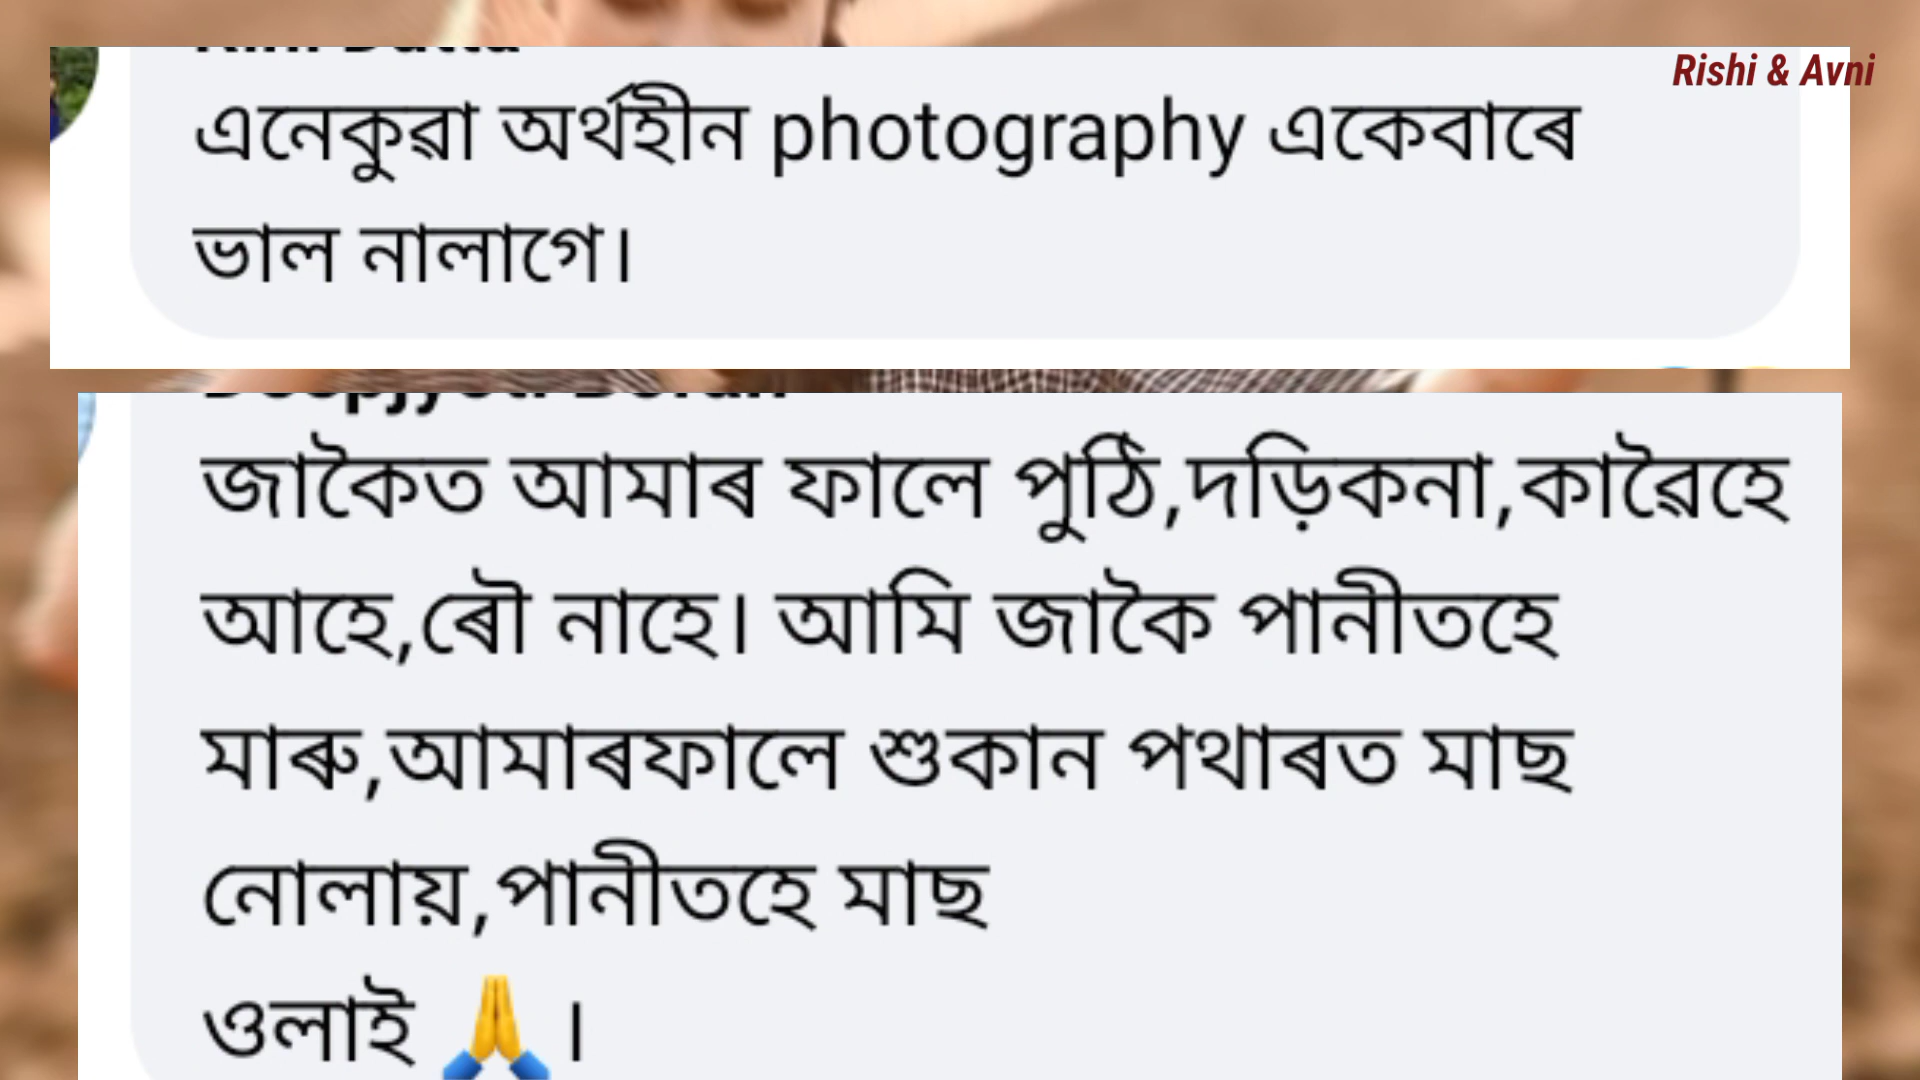 Rishi & Avni
এনেকুৱা অৰ্থহীন photography একেবাৰে
ভাল নালাগে।
জাকৈত আমাৰ ফালে পুঠি,দড়িকনা,কাৱৈহে
আহে,ৰৌ নাহে। আমি জাকৈ পানীতহে
মাৰু,আমাৰফালে শুকান পথাৰত মাছ
নোলায়,পানীতহে মাছ
ওলাই 🙏।